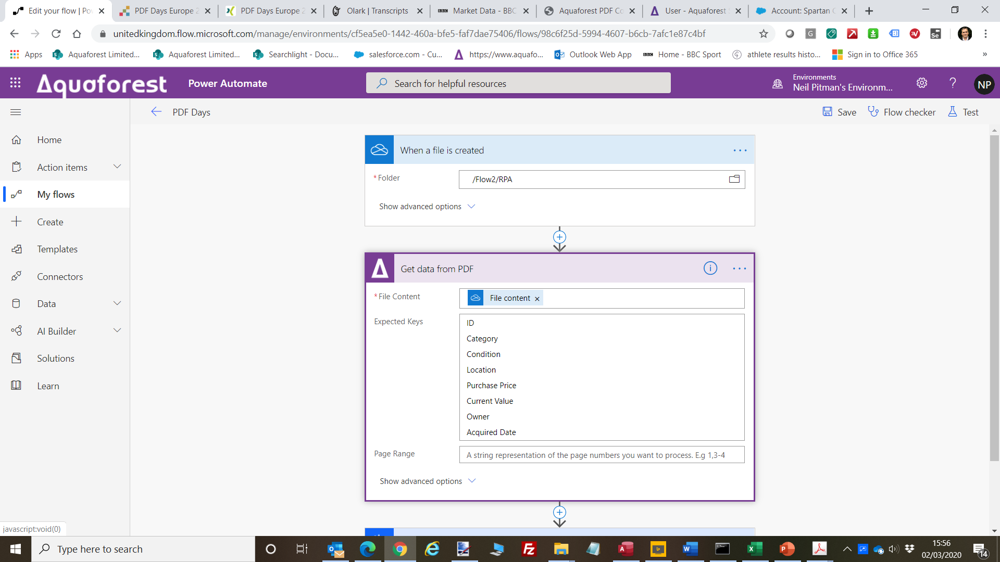 Edit your flow | Po
PDF Days Europe 2
PDF Days Europe 2
Olark | Transcripts
BBC Market Data - BBC
Aquaforest PDF Co
User - Aquaforest
Account: Spartan
unitedkingdom.flow.microsoft.com/manage/environments/cf5ea5e0-1442-460a-bfe5-faf7dae75406/flows/98c6f25d-5994-4607-b6cb-7afc1e87c4bf
Apps
Aquaforest Limited...
Aquaforest Limited...
Searchlight - Docu...
salesforce.com - Cu...
https://www.aquafo...
Outlook Web App
BBC Home - BBC Sport
athlete results histo...
Sign in to Office 365
»
Aquaforest
Power Automate
Search for helpful resources
Environments
Neil Pitman's Environm...
?
NP
PDF Days
Save
Flow checker
Test
Home
Action items
My flows
Create
Templates
Connectors
Data
AI Builder
Solutions
Learn
When a file is created
*Folder
/Flow2/RPA
Show advanced options
Get data from PDF
*File Content
File content ×
Expected Keys
ID
Category
Condition
Location
Purchase Price
Current Value
Owner
Acquired Date
Page Range
A string representation of the page numbers you want to process. E.g 1,3-4
Show advanced options
javascript:void(0)
Type here to search
15:56
02/03/2020
14